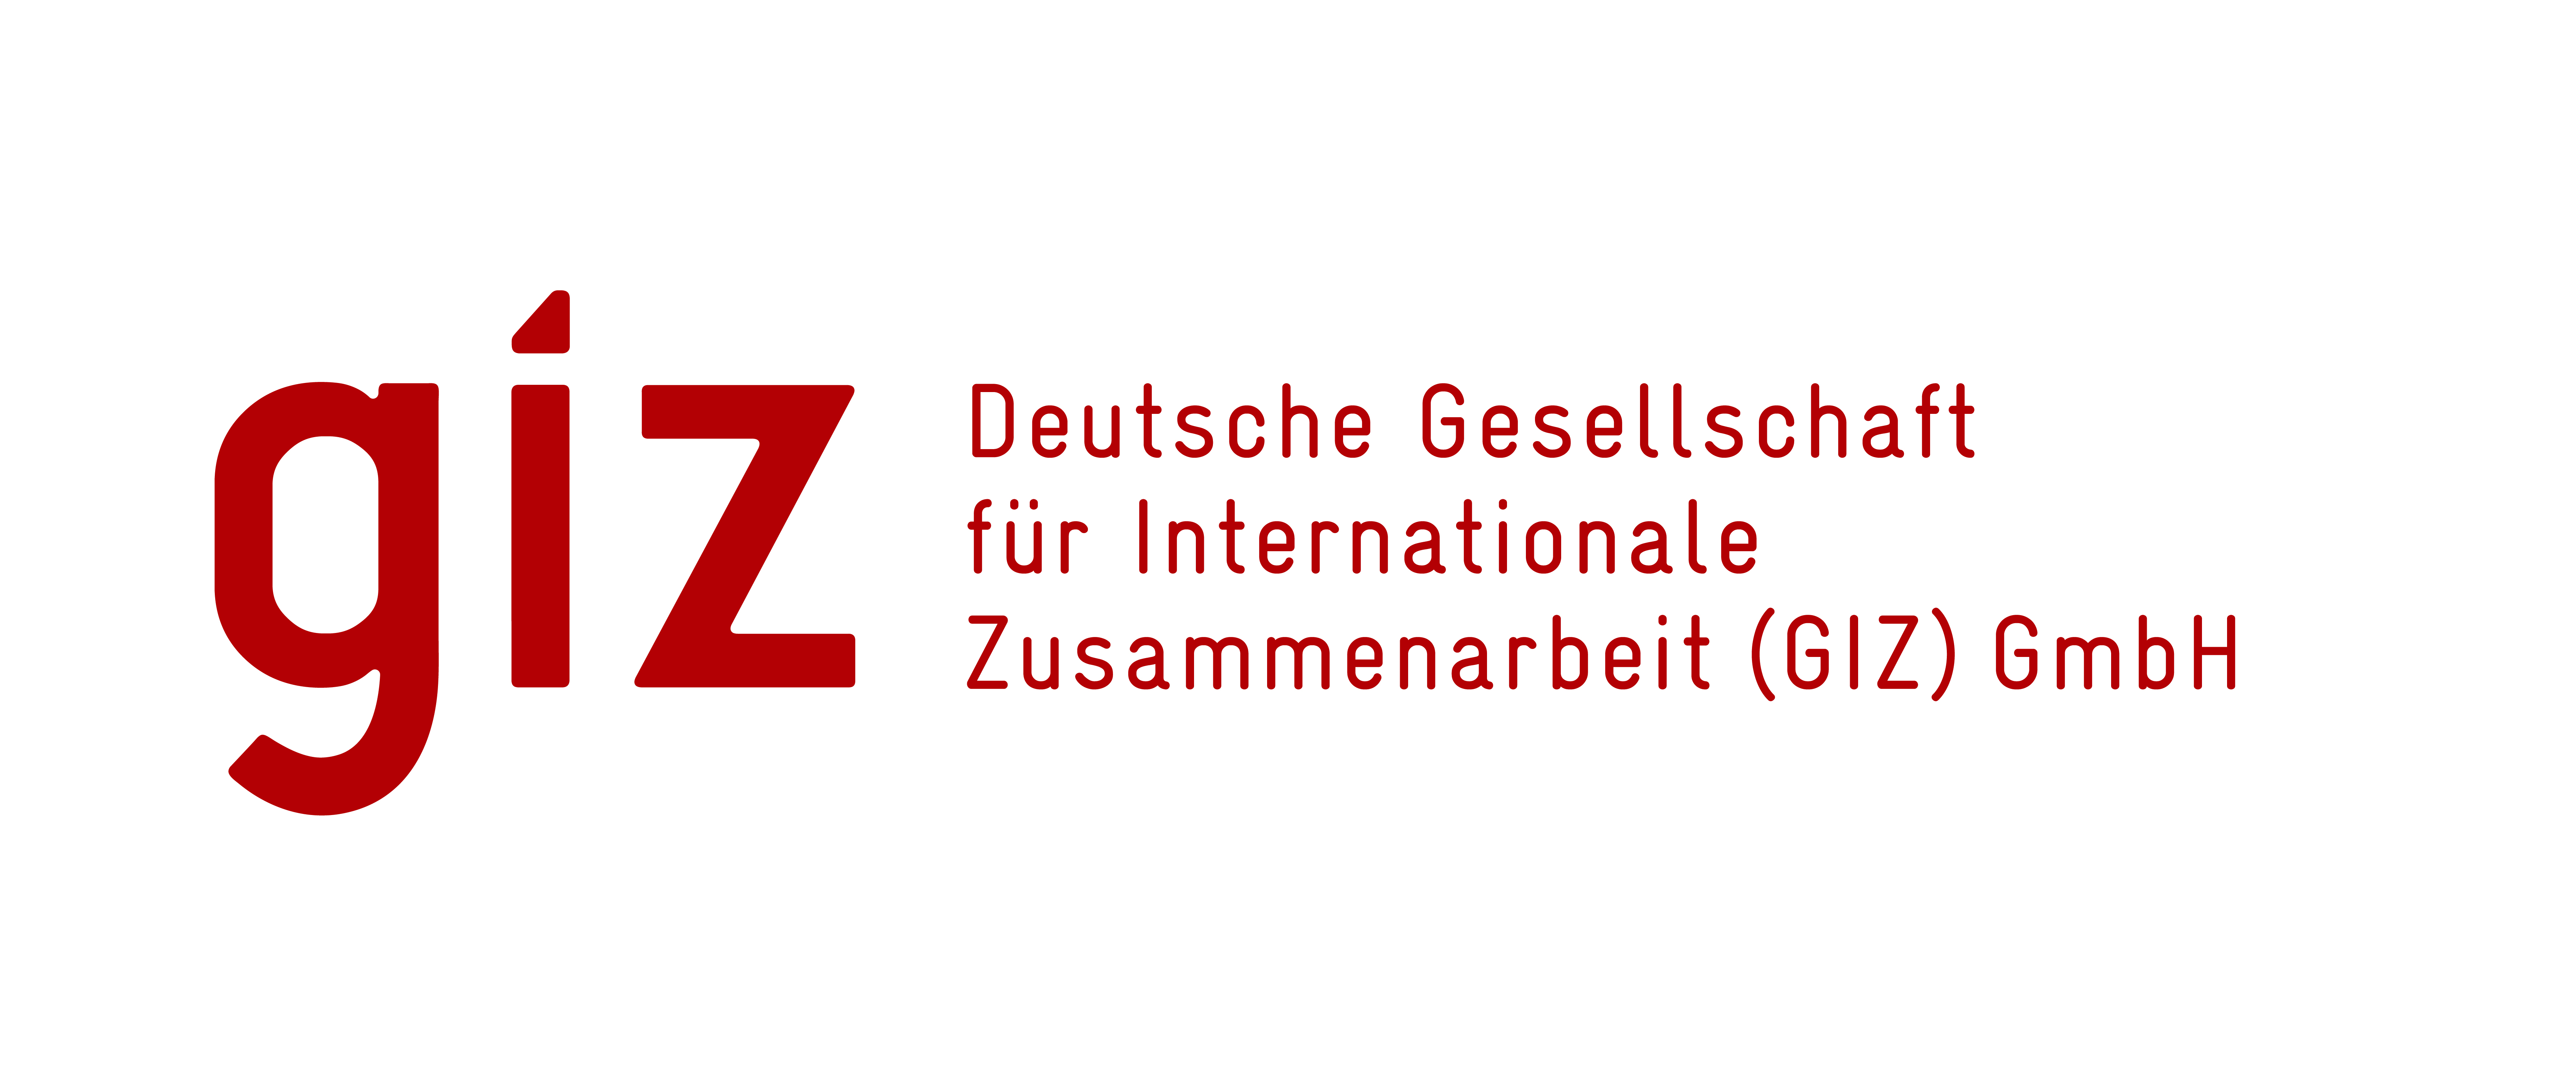 giz
Deutsche Gesellschaft
für Internationale
Zusammenarbeit (GIZ) GmbH